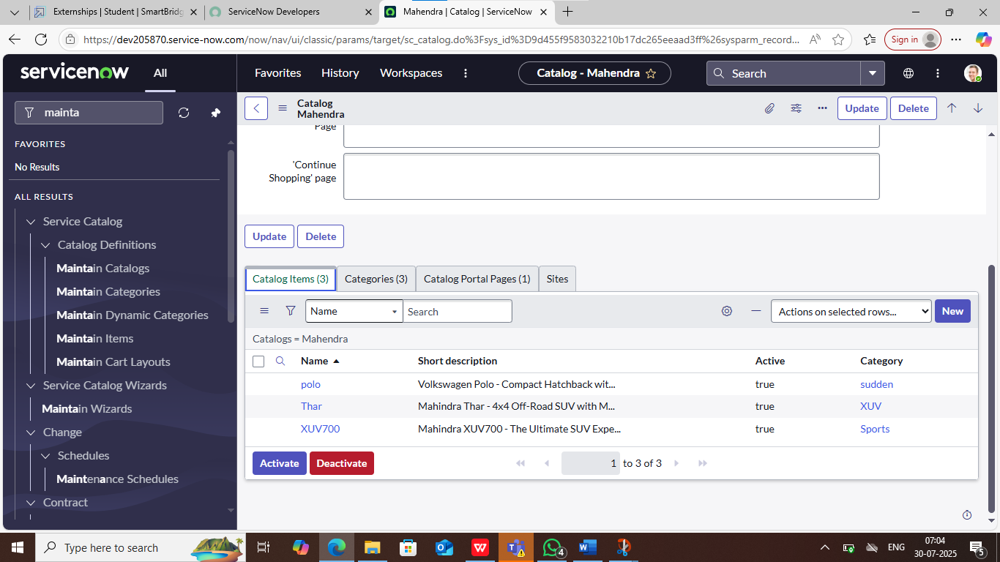 Externships | Student | SmartBridg
ServiceNow Developers
Mahendra | Catalog | ServiceNow
https://dev205870.service-now.com/now/nav/ui/classic/params/target/sc_catalog.do%3Fsys_id%3D9d455f9583032210b17dc265eeaad3ff%26sysparm_record...
Sign in
servicenow
All
Favorites
History
Workspaces
Catalog - Mahendra
Search
mainta
FAVORITES
No Results
ALL RESULTS
Service Catalog
Catalog Definitions
Maintain Catalogs
Maintain Categories
Maintain Dynamic Categories
Maintain Items
Maintain Cart Layouts
Service Catalog Wizards
Maintain Wizards
Change
Schedules
Maintenance Schedules
Contract
Catalog
Mahendra
Update
Delete
Page
'Continue
Shopping' page
Update
Delete
Catalog Items (3)
Categories (3)
Catalog Portal Pages (1)
Sites
Name
Search
Actions on selected rows...
New
Catalogs = Mahendra
Name Short description Active Category
polo Volkswagen Polo - Compact Hatchback wit... true sudden
Thar Mahindra Thar - 4x4 Off-Road SUV with M... true XUV
XUV700 Mahindra XUV700 - The Ultimate SUV Expe... true Sports
Activate
Deactivate
1 to 3 of 3
Type here to search
4
ENG
07:04
30-07-2025
5